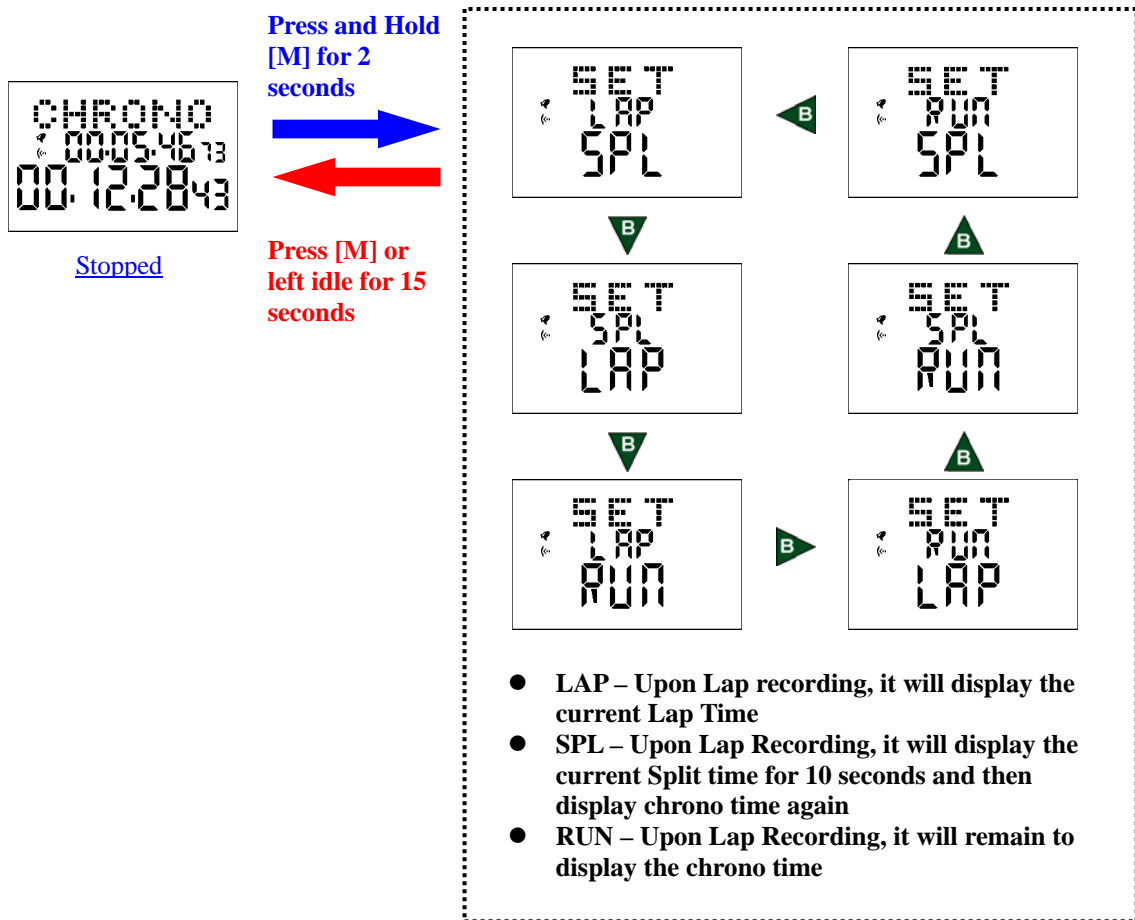 Press and Hold
[M] for 2
seconds
CHRONO
00:05.46 73
00.12.28 43
Stopped
Press [M] or
left idle for 15
seconds
SET
LAP
SPL
B
SET
RUN
SPL
B
B
SET
SPL
LAP
SET
SPL
RUN
B
B
SET
LAP
RUN
B
SET
RUN
LAP
● LAP – Upon Lap recording, it will display the
current Lap Time
● SPL – Upon Lap Recording, it will display the
current Split time for 10 seconds and then
display chrono time again
● RUN – Upon Lap Recording, it will remain to
display the chrono time